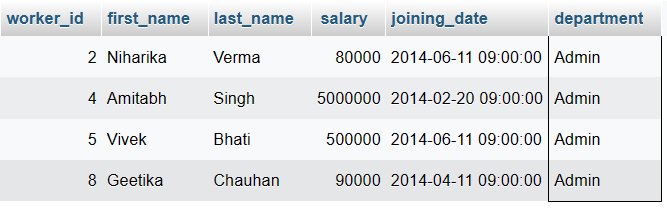 worker_id first_name last_name salary joining_date department
2 Niharika Verma 80000 2014-06-11 09:00:00 Admin
4 Amitabh Singh 5000000 2014-02-20 09:00:00 Admin
5 Vivek Bhati 500000 2014-06-11 09:00:00 Admin
8 Geetika Chauhan 90000 2014-04-11 09:00:00 Admin